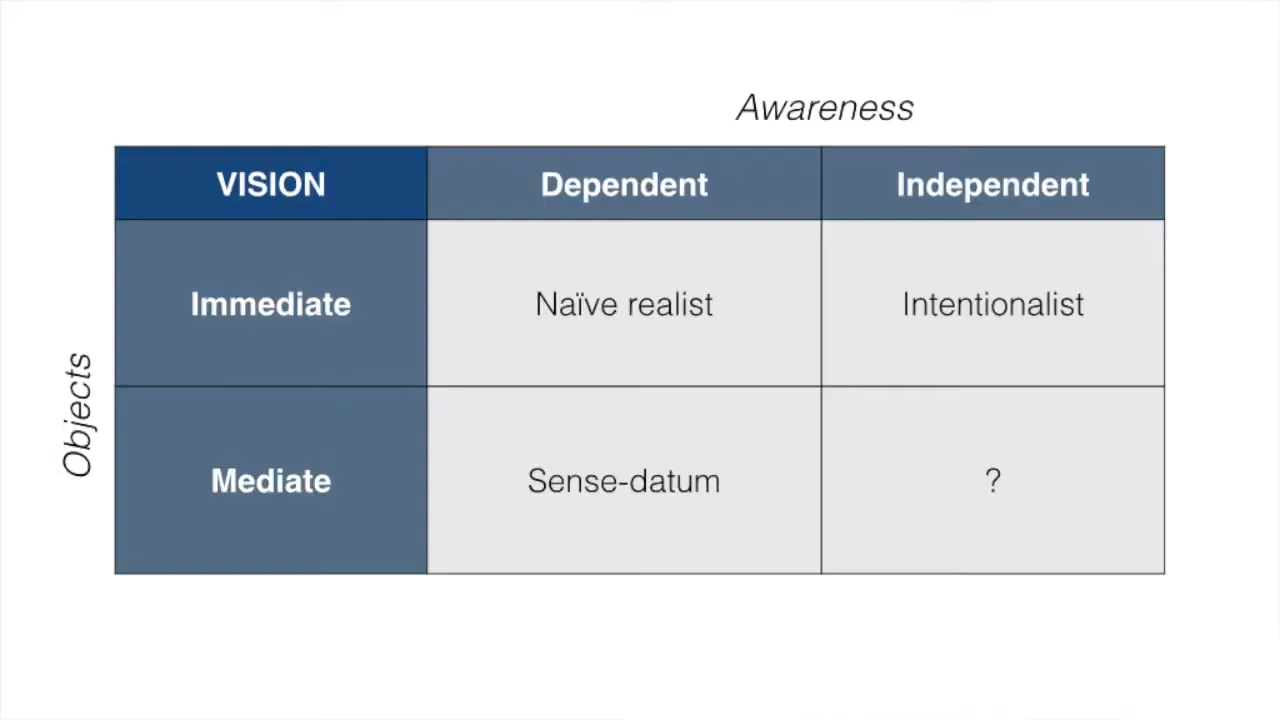 Awareness
VISION Dependent Independent
Immediate Naïve realist Intentionalist
Objects
Mediate Sense-datum ?